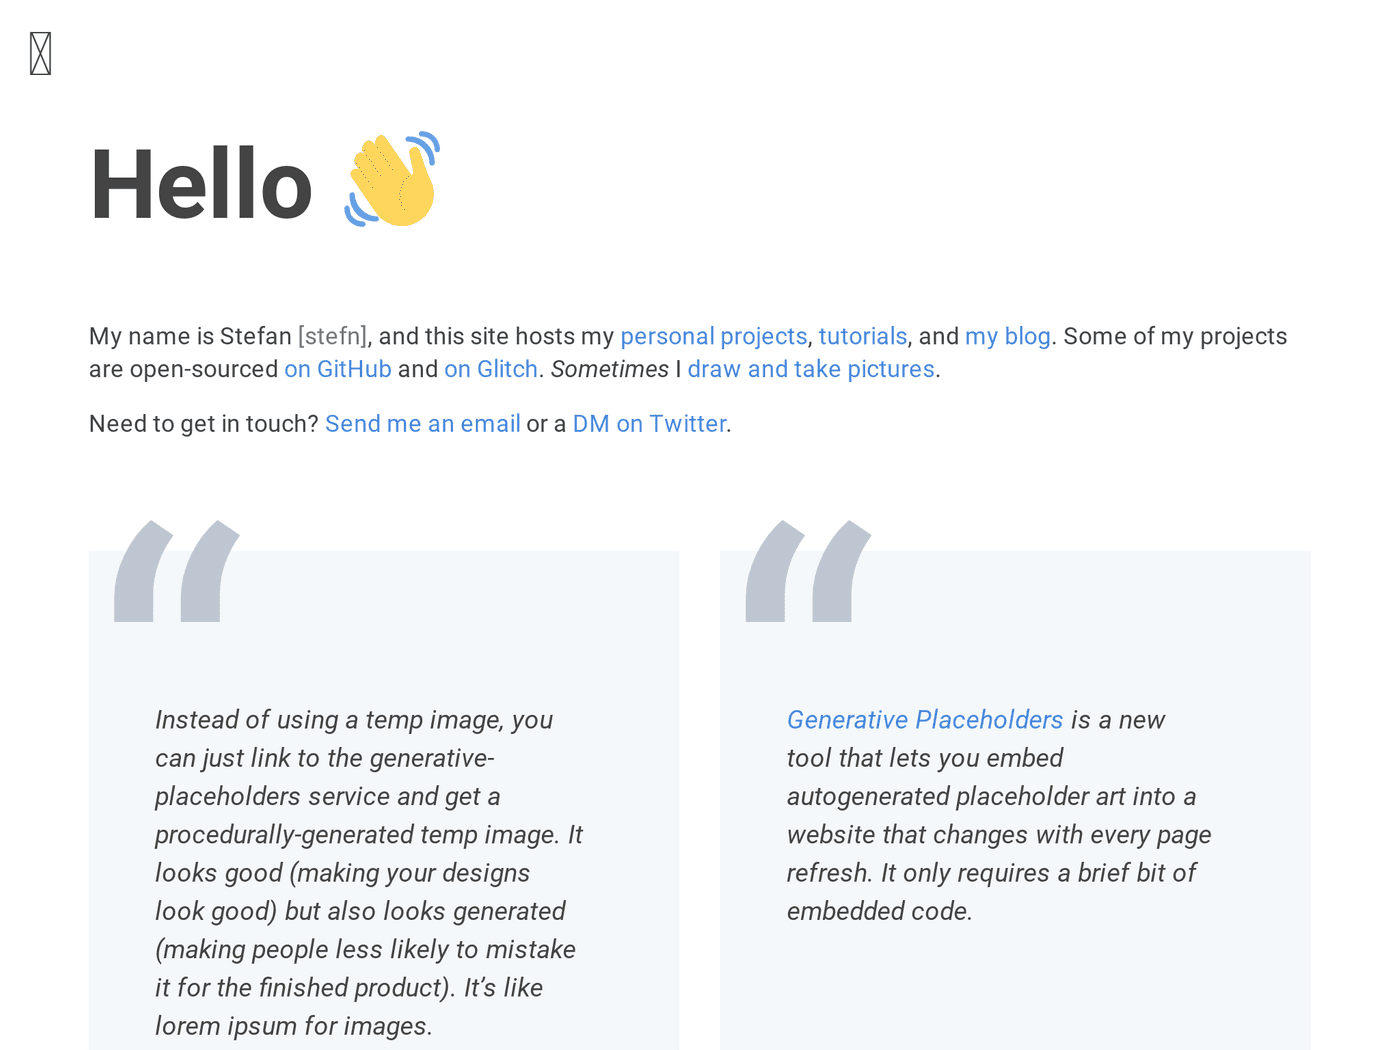 Hello 👋
My name is Stefan [stefn], and this site hosts my personal projects, tutorials, and my blog. Some of my projects
are open-sourced on GitHub and on Glitch. Sometimes I draw and take pictures.
Need to get in touch? Send me an email or a DM on Twitter.
“
Instead of using a temp image, you
can just link to the generative-
placeholders service and get a
procedurally-generated temp image. It
looks good (making your designs
look good) but also looks generated
(making people less likely to mistake
it for the finished product). It’s like
lorem ipsum for images.
“
Generative Placeholders is a new
tool that lets you embed
autogenerated placeholder art into a
website that changes with every page
refresh. It only requires a brief bit of
embedded code.